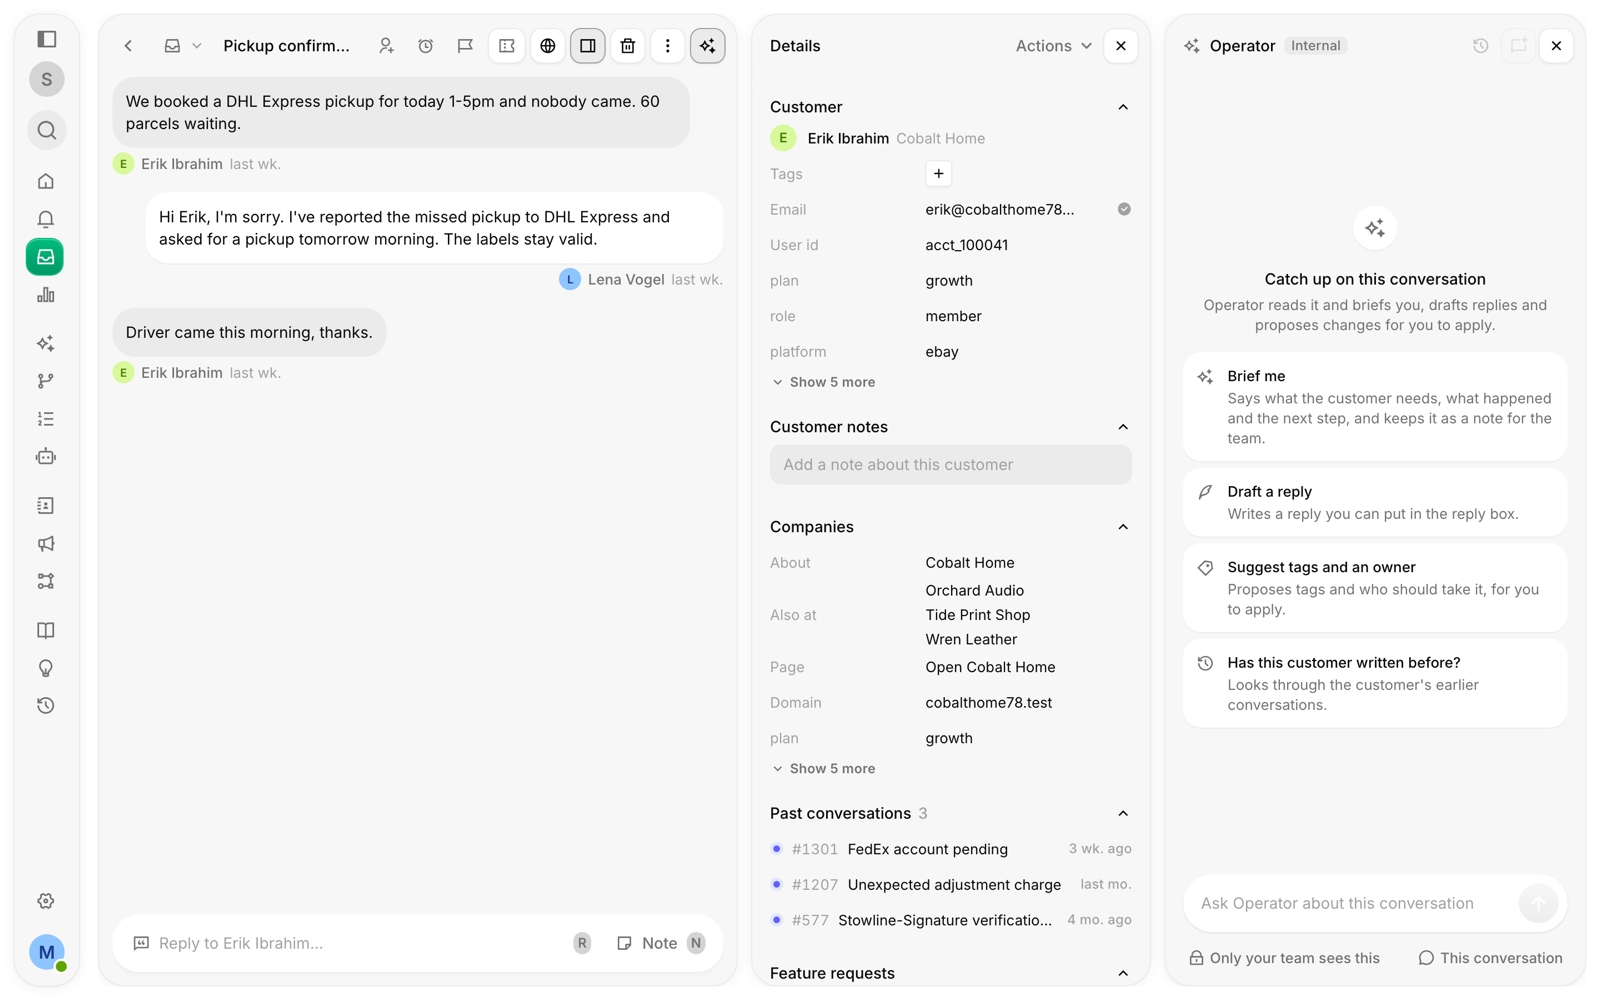 S
M
Pickup confirm...
We booked a DHL Express pickup for today 1-5pm and nobody came. 60
parcels waiting.
E Erik Ibrahim last wk.
Hi Erik, I'm sorry. I've reported the missed pickup to DHL Express and
asked for a pickup tomorrow morning. The labels stay valid.
L Lena Vogel last wk.
Driver came this morning, thanks.
E Erik Ibrahim last wk.
Reply to Erik Ibrahim... R Note N
Details Actions
Customer
E Erik Ibrahim Cobalt Home
Tags
Email erik@cobalthome78...
User id acct_100041
plan growth
role member
platform ebay
Show 5 more
Customer notes
Add a note about this customer
Companies
About Cobalt Home
Orchard Audio
Also at Tide Print Shop
Wren Leather
Page Open Cobalt Home
Domain cobalthome78.test
plan growth
Show 5 more
Past conversations 3
#1301 FedEx account pending 3 wk. ago
#1207 Unexpected adjustment charge last mo.
#577 Stowline-Signature verificatio... 4 mo. ago
Feature requests
Operator Internal
Catch up on this conversation
Operator reads it and briefs you, drafts replies and
proposes changes for you to apply.
Brief me
Says what the customer needs, what happened
and the next step, and keeps it as a note for the
team.
Draft a reply
Writes a reply you can put in the reply box.
Suggest tags and an owner
Proposes tags and who should take it, for you
to apply.
Has this customer written before?
Looks through the customer's earlier
conversations.
Ask Operator about this conversation
Only your team sees this This conversation